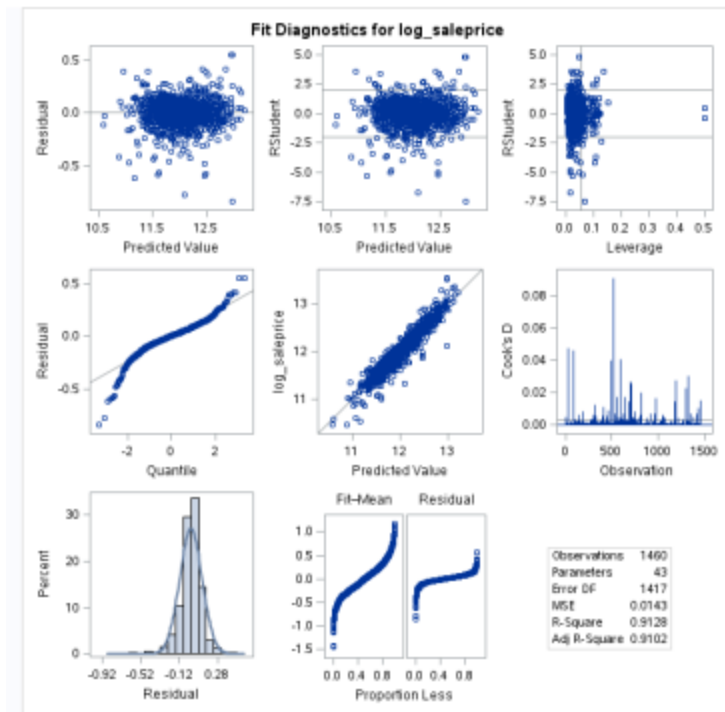 Fit Diagnostics for log_saleprice
0.5
0.0
-0.5
Residual
10.5 11.5 12.5
Predicted Value
5.0
2.5
0.0
-2.5
-5.0
-7.5
RStudent
10.5 11.5 12.5
Predicted Value
5.0
2.5
0.0
-2.5
-5.0
-7.5
RStudent
0.0 0.1 0.2 0.3 0.4 0.5
Leverage
0.5
0.0
-0.5
Residual
-2 0 2
Quantile
13
12
11
log_saleprice
11 12 13
Predicted Value
0.08
0.06
0.04
0.02
0.00
Cook's D
0 500 1000 1500
Observation
30
20
10
0
Percent
-0.92 -0.52 -0.12 0.28
Residual
Fit–Mean Residual
1.0
0.5
0.0
-0.5
-1.0
-1.5
0.0 0.4 0.8 0.0 0.4 0.8
Proportion Less
Observations 1460
Parameters 43
Error DF 1417
MSE 0.0143
R-Square 0.9128
Adj R-Square 0.9102